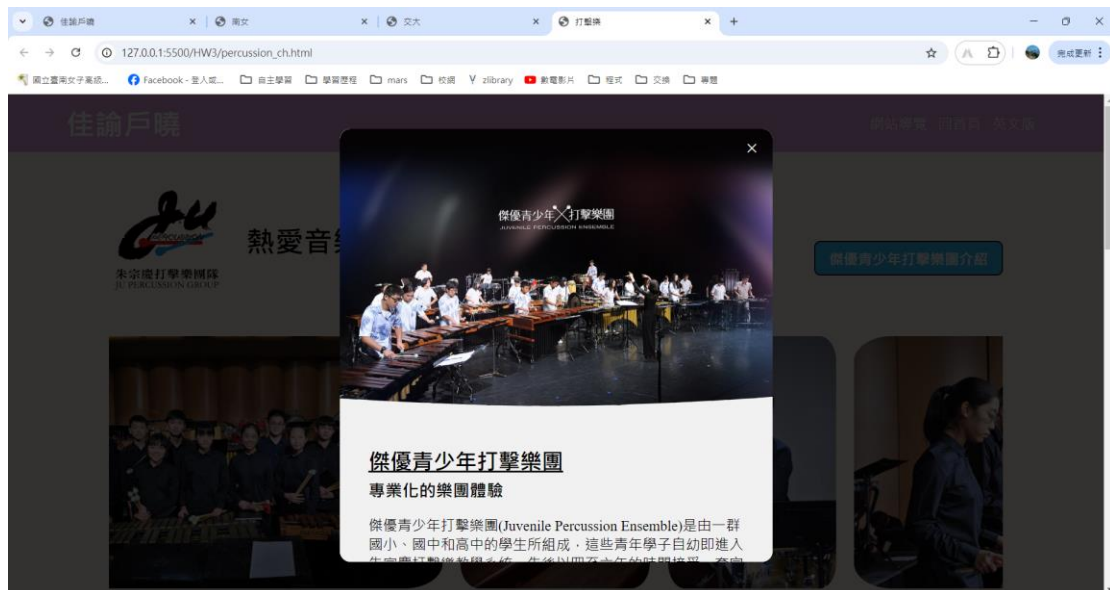 佳諭戶曉
南女
交大
打擊樂
127.0.0.1:5500/HW3/percussion_ch.html
完成更新
國立臺南女子高級...
Facebook - 登入或...
自主學習
學習歷程
mars
校網
zlibrary
數電影片
程式
交換
專題
佳諭戶曉
網站導覽 回首頁 英文版
JU
PERCUSSION
朱宗慶打擊樂團隊
JU PERCUSSION GROUP
熱愛音
傑優青少年打擊樂團介紹
傑優青少年打擊樂團
JUVENILE PERCUSSION ENSEMBLE
傑優青少年打擊樂團
專業化的樂團體驗
傑優青少年打擊樂團(Juvenile Percussion Ensemble)是由一群
國小、國中和高中的學生所組成，這些青年學子自幼即進入